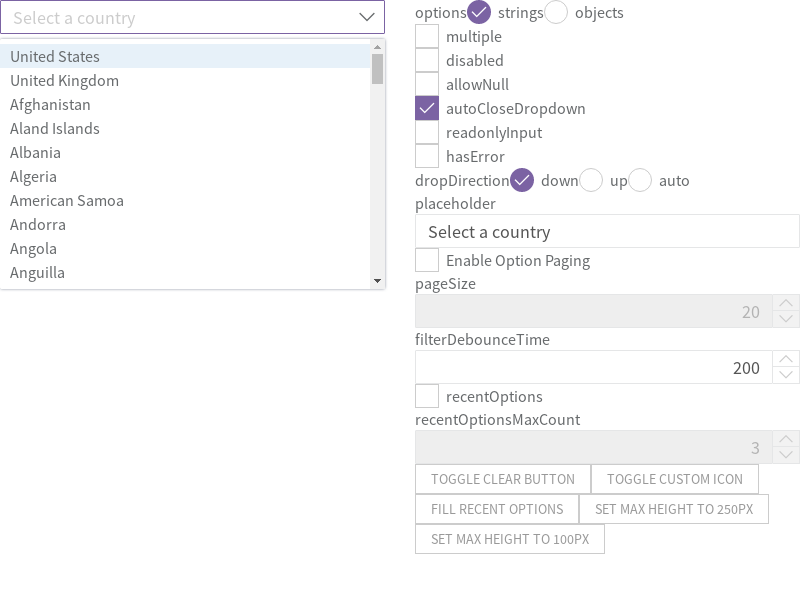 Select a country
United States
United Kingdom
Afghanistan
Aland Islands
Albania
Algeria
American Samoa
Andorra
Angola
Anguilla
options strings objects
multiple
disabled
allowNull
autoCloseDropdown
readonlyInput
hasError
dropDirection down up auto
placeholder
Select a country
Enable Option Paging
pageSize
20
filterDebounceTime
200
recentOptions
recentOptionsMaxCount
3
TOGGLE CLEAR BUTTON TOGGLE CUSTOM ICON
FILL RECENT OPTIONS SET MAX HEIGHT TO 250PX
SET MAX HEIGHT TO 100PX